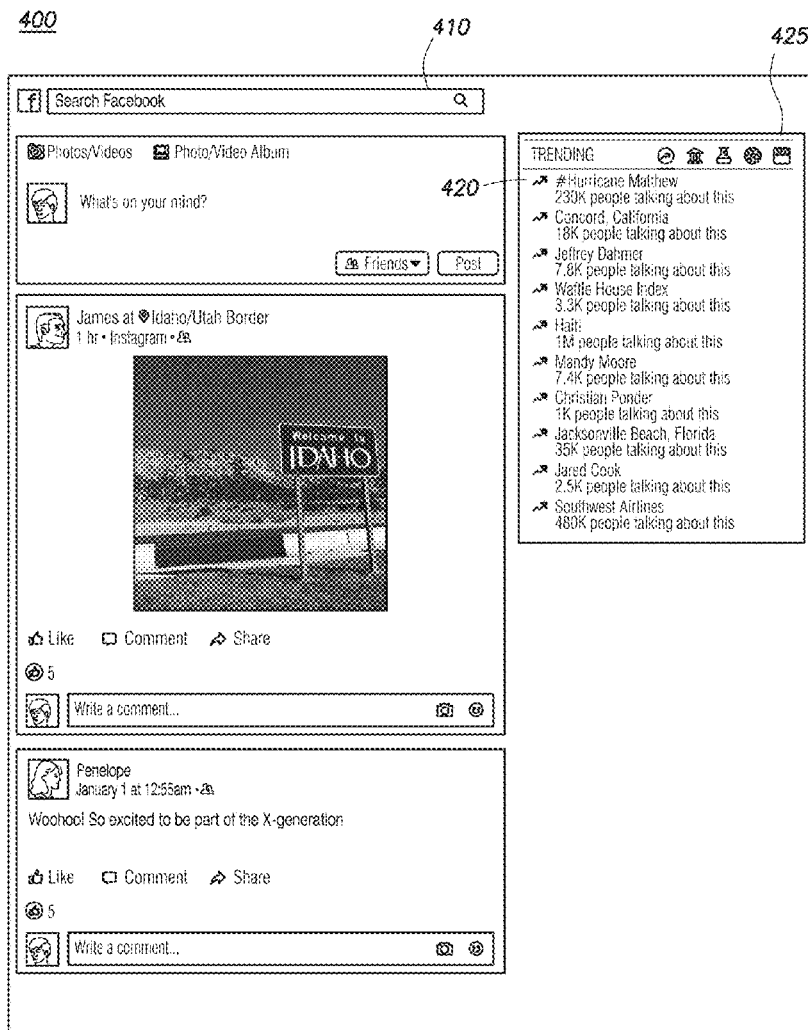 400
410
425
f Search Facebook
Photos/Videos Photo/Video Album
What's on your mind?
Friends Post
TRENDING
420
#Hurricane Matthew
230K people talking about this
Concord, California
18K people talking about this
Jeffrey Dahmer
7.8K people talking about this
Waffle House Index
3.3K people talking about this
Haiti
1M people talking about this
Mandy Moore
7.4K people talking about this
Christian Ponder
1K people talking about this
Jacksonville Beach, Florida
35K people talking about this
Jared Cook
2.5K people talking about this
Southwest Airlines
480K people talking about this
James at Idaho/Utah Border
1 hr • Instagram •
Welcome to
IDAHO
Like Comment Share
5
Write a comment...
Penelope
January 1 at 12:55am •
Woohoo! So excited to be part of the X-generation
Like Comment Share
5
Write a comment...